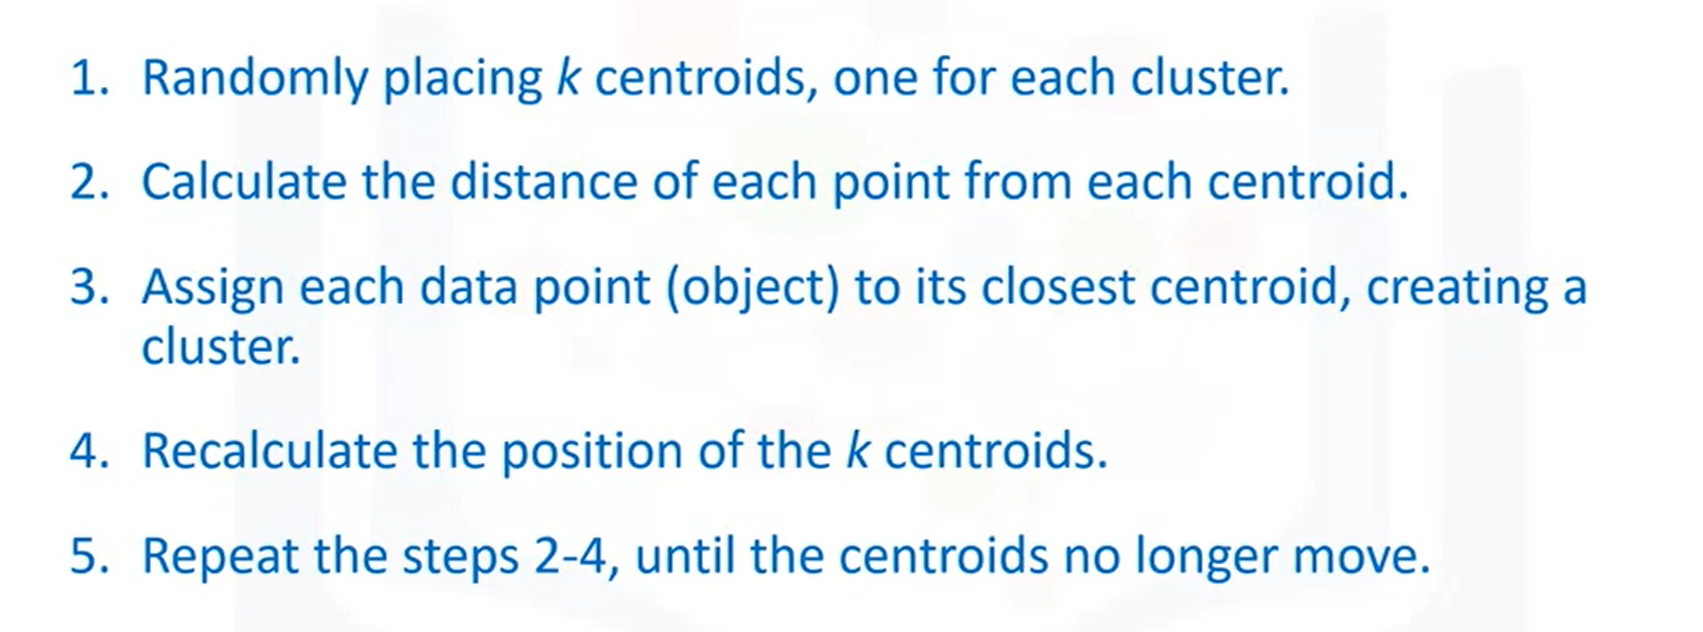 1. Randomly placing k centroids, one for each cluster.
2. Calculate the distance of each point from each centroid.
3. Assign each data point (object) to its closest centroid, creating a
cluster.
4. Recalculate the position of the k centroids.
5. Repeat the steps 2-4, until the centroids no longer move.